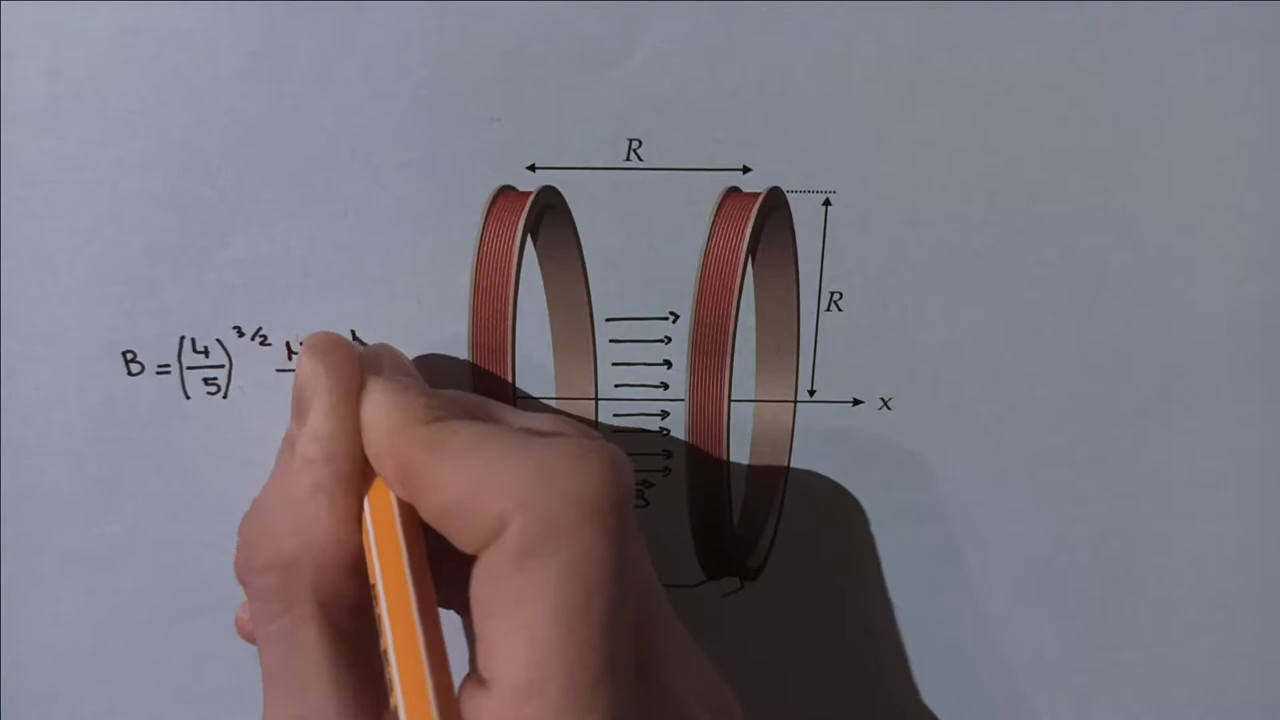 R
R
B = (4/5)^3/2
x